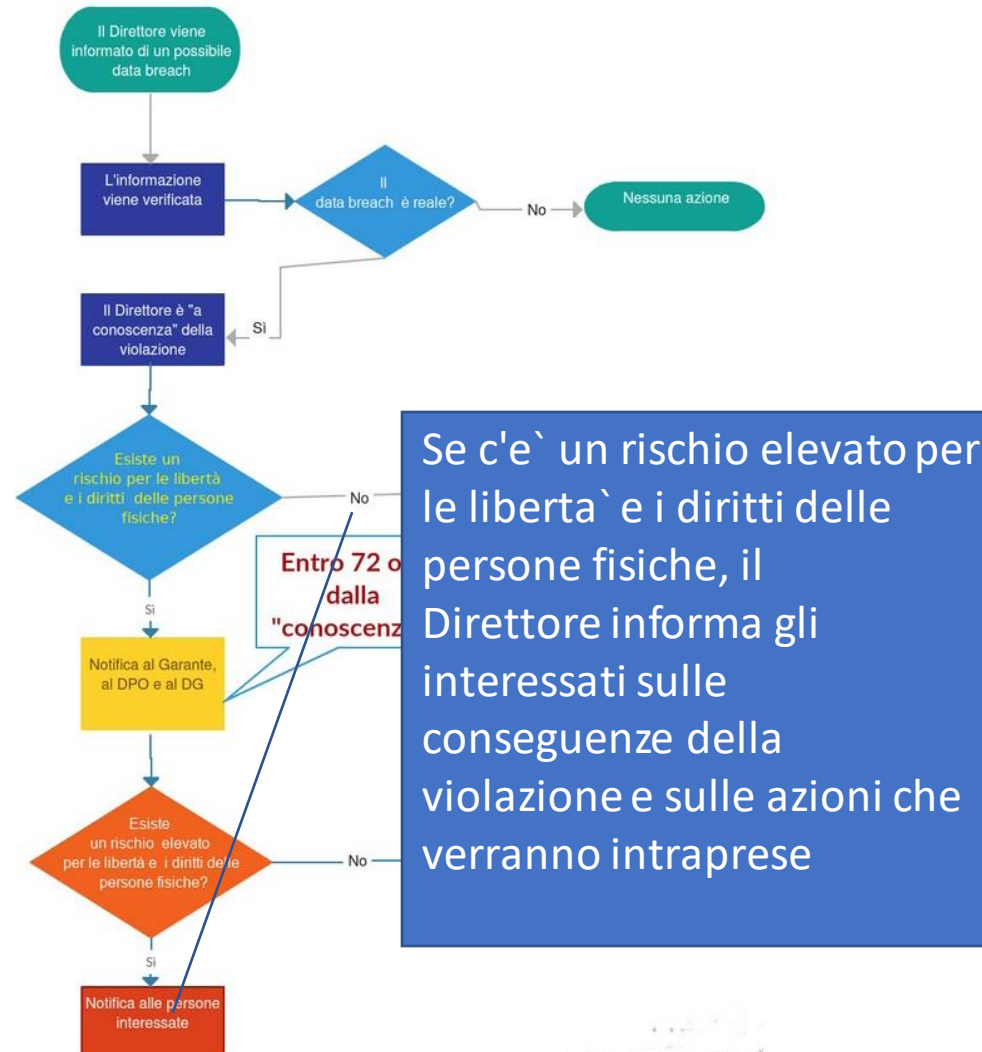 Il Direttore viene
informato di un possibile
data breach
L'informazione
viene verificata
Il
data breach è reale?
No
Nessuna azione
Il Direttore è "a
conoscenza" della
violazione
Sì
Esiste un
rischio per le libertà
e i diritti delle persone
fisiche?
No
Entro 72 o
dalla
"conoscenz
Sì
Notifica al Garante,
al DPO e al DG
Esiste
un rischio elevato
per le libertà e i diritti delle
persone fisiche?
No
Sì
Notifica alle persone
interessate
Se c'e` un rischio elevato per
le liberta` e i diritti delle
persone fisiche, il
Direttore informa gli
interessati sulle
conseguenze della
violazione e sulle azioni che
verranno intraprese